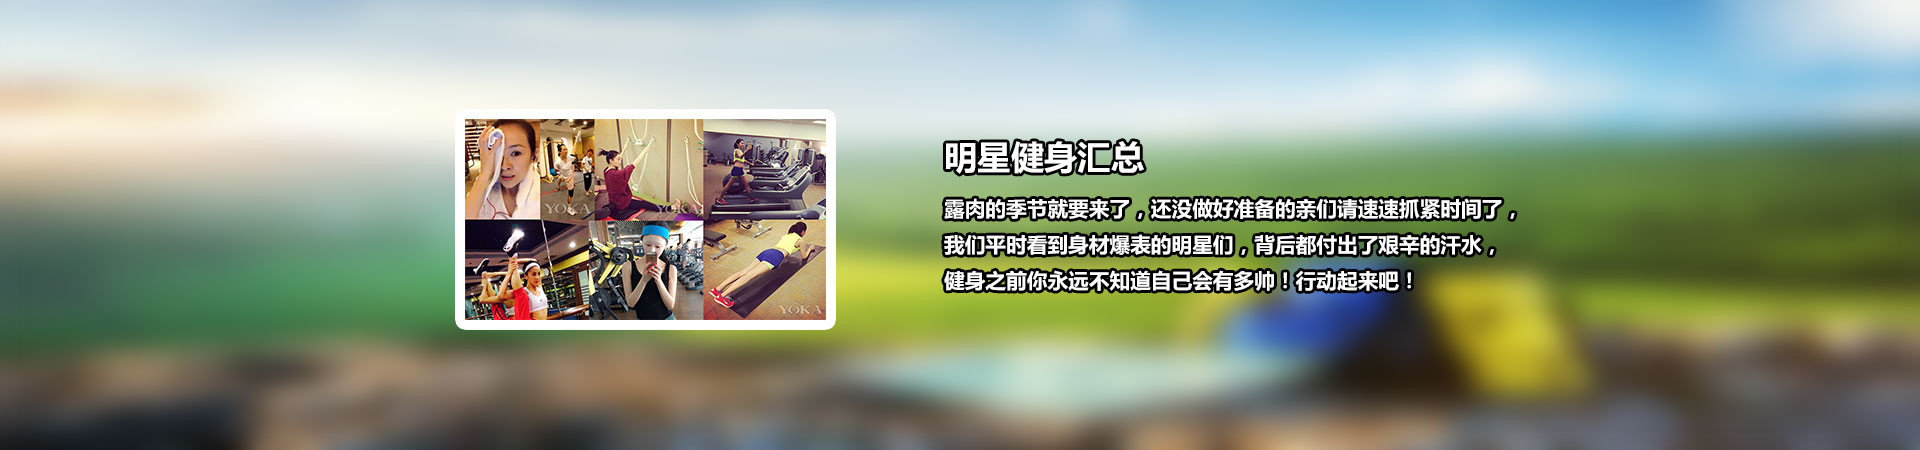 明星健身汇总
露肉的季节就要来了，还没做好准备的亲们请速速抓紧时间了，
我们平时看到身材爆表的明星们，背后都付出了艰辛的汗水，
健身之前你永远不知道自己会有多帅！行动起来吧！
YOKA
YOKA
YOKA